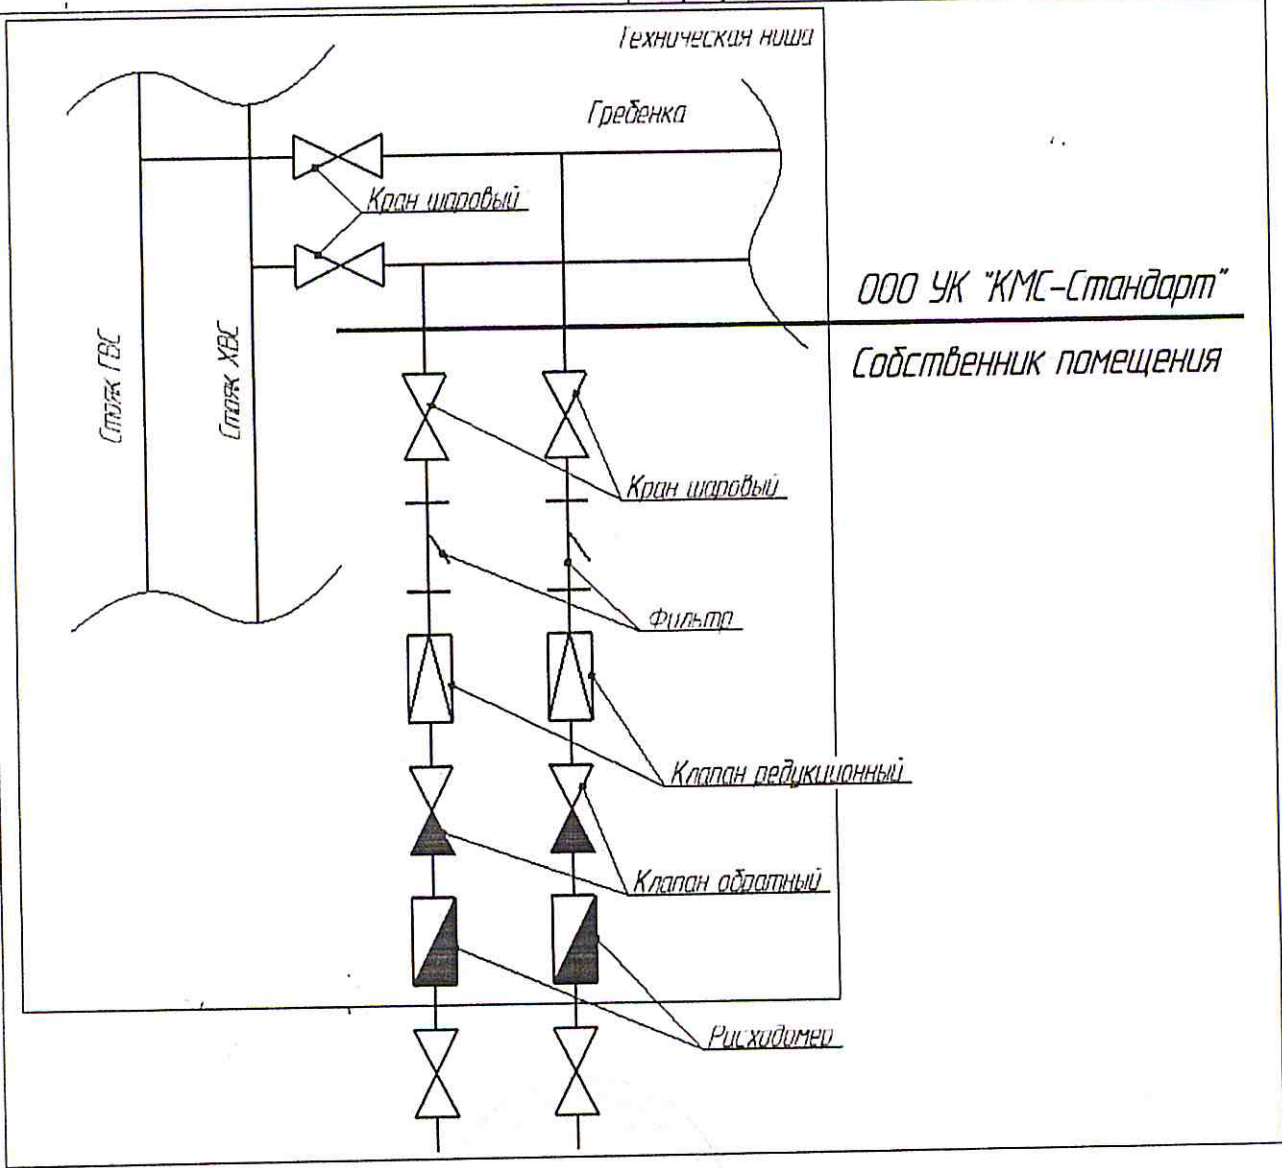 Техническая ниша
Гребенка
Кран шаровый
ООО УК "КМС-Стандарт"
Собственник помещения
Стояк ГВС
Стояк ХВС
Кран шаровый
Фильтр
Клапан редукционный
Клапан обратный
Расходомер